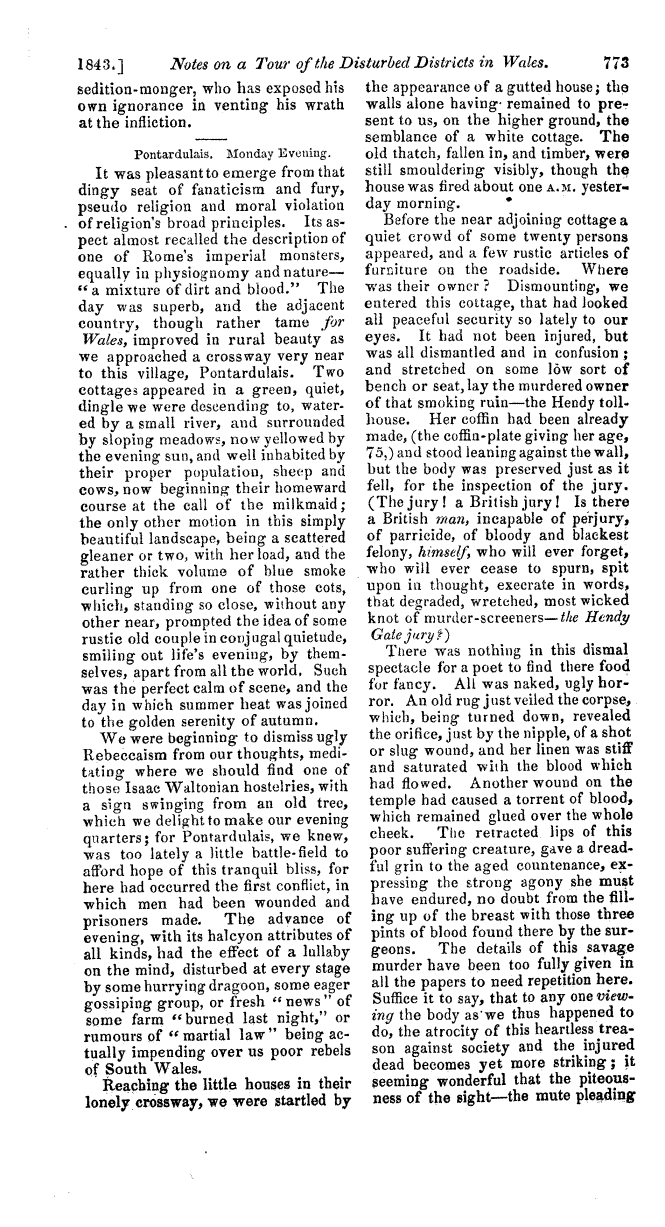 1843.] Notes on a Tour of the Disturbed Districts in Wales. 773
sedition-monger, who has exposed his
own ignorance in venting his wrath
at the infliction.
Pontardulais. Monday Evening.
It was pleasant to emerge from that
dingy seat of fanaticism and fury,
pseudo religion and moral violation
of religion's broad principles. Its as-
pect almost recalled the description of
one of Rome's imperial monsters,
equally in physiognomy and nature—
"a mixture of dirt and blood." The
day was superb, and the adjacent
country, though rather tame for
Wales, improved in rural beauty as
we approached a crossway very near
to this village, Pontardulais. Two
cottages appeared in a green, quiet,
dingle we were descending to, water-
ed by a small river, and surrounded
by sloping meadows, now yellowed by
the evening sun, and well inhabited by
their proper population, sheep and
cows, now beginning their homeward
course at the call of the milkmaid;
the only other motion in this simply
beautiful landscape, being a scattered
gleaner or two, with her load, and the
rather thick volume of blue smoke
curling up from one of those cots,
which, standing so close, without any
other near, prompted the idea of some
rustic old couple in conjugal quietude,
smiling out life's evening, by them-
selves, apart from all the world. Such
was the perfect calm of scene, and the
day in which summer heat was joined
to the golden serenity of autumn.
We were beginning to dismiss ugly
Rebeccaism from our thoughts, medi-
tating where we should find one of
those Isaac Waltonian hostelries, with
a sign swinging from an old tree,
which we delight to make our evening
quarters; for Pontardulais, we knew,
was too lately a little battle-field to
afford hope of this tranquil bliss, for
here had occurred the first conflict, in
which men had been wounded and
prisoners made. The advance of
evening, with its halcyon attributes of
all kinds, had the effect of a lullaby
on the mind, disturbed at every stage
by some hurrying dragoon, some eager
gossiping group, or fresh "news" of
some farm "burned last night," or
rumours of "martial law" being ac-
tually impending over us poor rebels
of South Wales.
Reaching the little houses in their
lonely crossway, we were startled by
the appearance of a gutted house; the
walls alone having remained to pre-
sent to us, on the higher ground, the
semblance of a white cottage. The
old thatch, fallen in, and timber, were
still smouldering visibly, though the
house was fired about one A.M. yester-
day morning.
Before the near adjoining cottage a
quiet crowd of some twenty persons
appeared, and a few rustic articles of
furniture on the roadside. Where
was their owner? Dismounting, we
entered this cottage, that had looked
all peaceful security so lately to our
eyes. It had not been injured, but
was all dismantled and in confusion;
and stretched on some low sort of
bench or seat, lay the murdered owner
of that smoking ruin—the Hendy toll-
house. Her coffin had been already
made, (the coffin-plate giving her age,
75,) and stood leaning against the wall,
but the body was preserved just as it
fell, for the inspection of the jury.
(The jury! a British jury! Is there
a British man, incapable of perjury,
of parricide, of bloody and blackest
felony, himself, who will ever forget,
who will ever cease to spurn, spit
upon in thought, execrate in words,
that degraded, wretched, most wicked
knot of murder-screeners—the Hendy
Gate jury?)
There was nothing in this dismal
spectacle for a poet to find there food
for fancy. All was naked, ugly hor-
ror. An old rug just veiled the corpse,
which, being turned down, revealed
the orifice, just by the nipple, of a shot
or slug wound, and her linen was stiff
and saturated with the blood which
had flowed. Another wound on the
temple had caused a torrent of blood,
which remained glued over the whole
cheek. The retracted lips of this
poor suffering creature, gave a dread-
ful grin to the aged countenance, ex-
pressing the strong agony she must
have endured, no doubt from the fill-
ing up of the breast with those three
pints of blood found there by the sur-
geons. The details of this savage
murder have been too fully given in
all the papers to need repetition here.
Suffice it to say, that to any one view-
ing the body as we thus happened to
do, the atrocity of this heartless trea-
son against society and the injured
dead becomes yet more striking; it
seeming wonderful that the piteous-
ness of the sight—the mute pleading